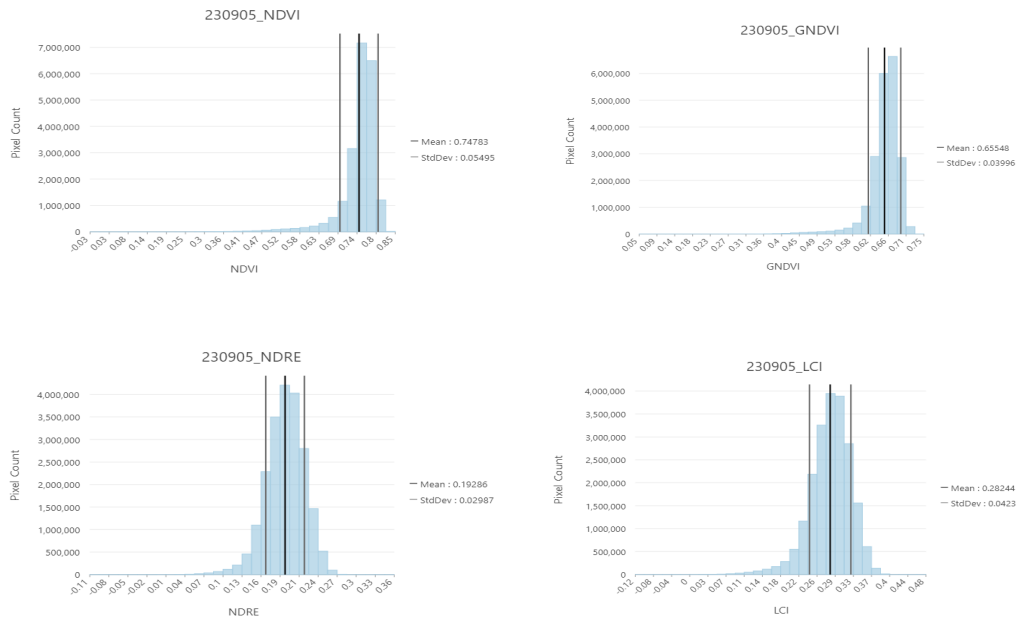 230905_NDVI
7,000,000
6,000,000
5,000,000
4,000,000
3,000,000
2,000,000
1,000,000
0
Pixel Count
-0.03 0.03 0.08 0.14 0.19 0.25 0.3 0.36 0.41 0.47 0.52 0.58 0.63 0.69 0.74 0.8 0.85
NDVI
Mean : 0.74783
StdDev : 0.05495
230905_GNDVI
6,000,000
5,000,000
4,000,000
3,000,000
2,000,000
1,000,000
0
Pixel Count
0.05 0.09 0.14 0.18 0.23 0.27 0.31 0.36 0.4 0.45 0.49 0.53 0.58 0.62 0.66 0.71 0.75
GNDVI
Mean : 0.65548
StdDev : 0.03996
230905_NDRE
4,000,000
3,500,000
3,000,000
2,500,000
2,000,000
1,500,000
1,000,000
500,000
0
Pixel Count
-0.11 -0.08 -0.05 -0.02 0.01 0.04 0.07 0.1 0.13 0.16 0.19 0.21 0.24 0.27 0.3 0.33 0.36
NDRE
Mean : 0.19286
StdDev : 0.02987
230905_LCI
4,000,000
3,500,000
3,000,000
2,500,000
2,000,000
1,500,000
1,000,000
500,000
0
Pixel Count
-0.12 -0.08 -0.04 0 0.03 0.07 0.11 0.14 0.18 0.22 0.26 0.29 0.33 0.37 0.4 0.44 0.48
LCI
Mean : 0.28244
StdDev : 0.0423